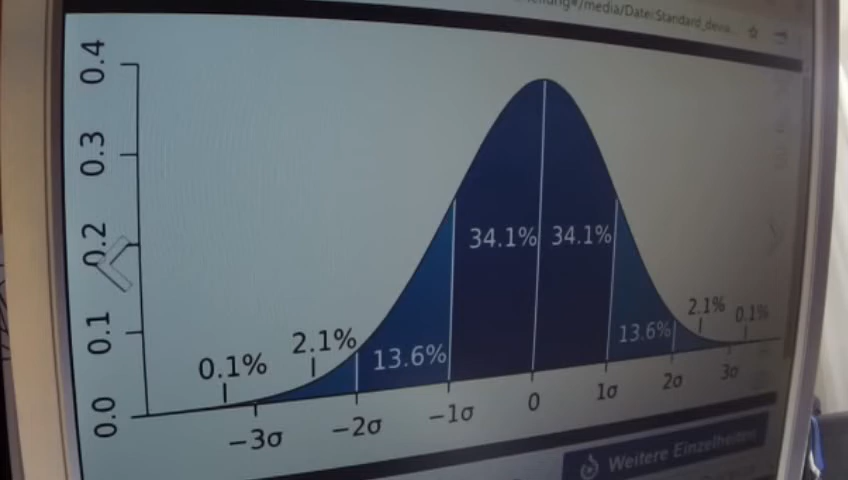 /media/Datei:Standard_devia...
0.4
0.3
0.2
0.1
0.0
34.1% 34.1%
0.1% 2.1% 13.6% 13.6% 2.1% 0.1%
−3σ −2σ −1σ 0 1σ 2σ 3σ
Weitere Einzelheiten